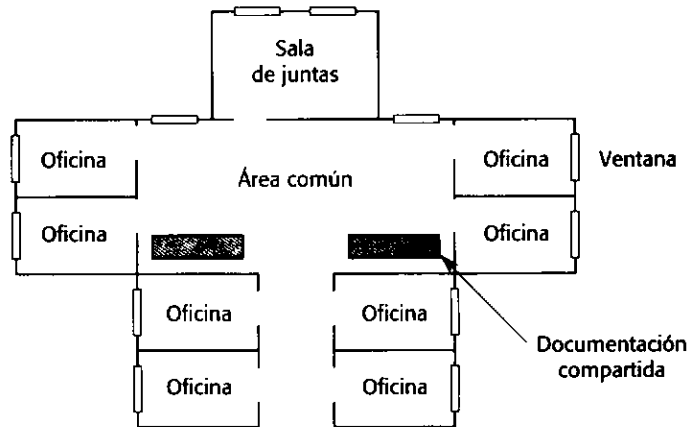 Sala
de juntas
Oficina
Oficina
Ventana
Área común
Oficina
Oficina
Oficina
Oficina
Documentación
compartida
Oficina
Oficina